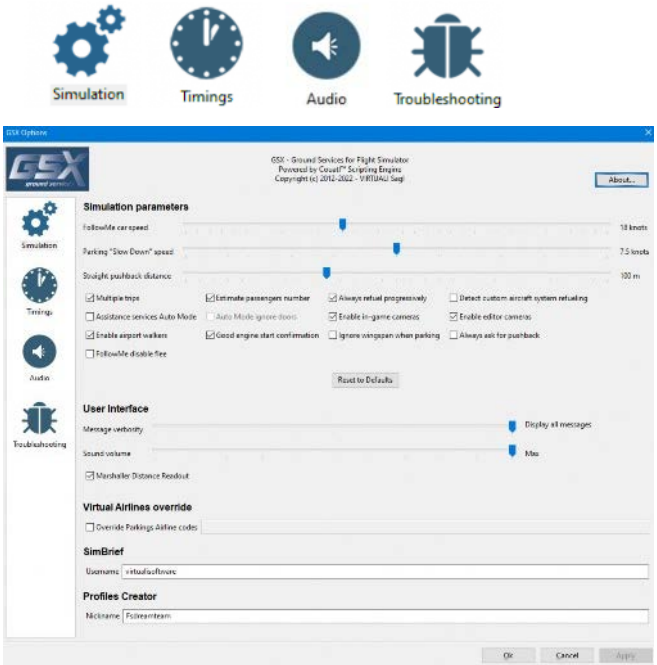 Simulation Timings Audio Troubleshooting
GSX Options
GSX
ground services
GSX - Ground Services for Flight Simulator
Powered by Couatl™ Scripting Engine
Copyright (c) 2012-2022 - VIRTUALI Sagl
About...
Simulation
Timings
Audio
Troubleshooting
Simulation parameters
FollowMe car speed 18 knots
Parking "Slow Down" speed 7.5 knots
Straight pushback distance 100 m
Multiple trips Estimate passengers number Always refuel progressively Detect custom aircraft system refueling
Assistance services Auto Mode Auto Mode ignore doors Enable in-game cameras Enable editor cameras
Enable airport walkers Good engine start confirmation Ignore wingspan when parking Always ask for pushback
FollowMe disable flee
Reset to Defaults
User Interface
Message verbosity Display all messages
Sound volume Max
Marshaller Distance Readout
Virtual Airlines override
Override Parkings Airline codes
SimBrief
Username virtualisoftware
Profiles Creator
Nickname Fsdreamteam
Ok Cancel Apply